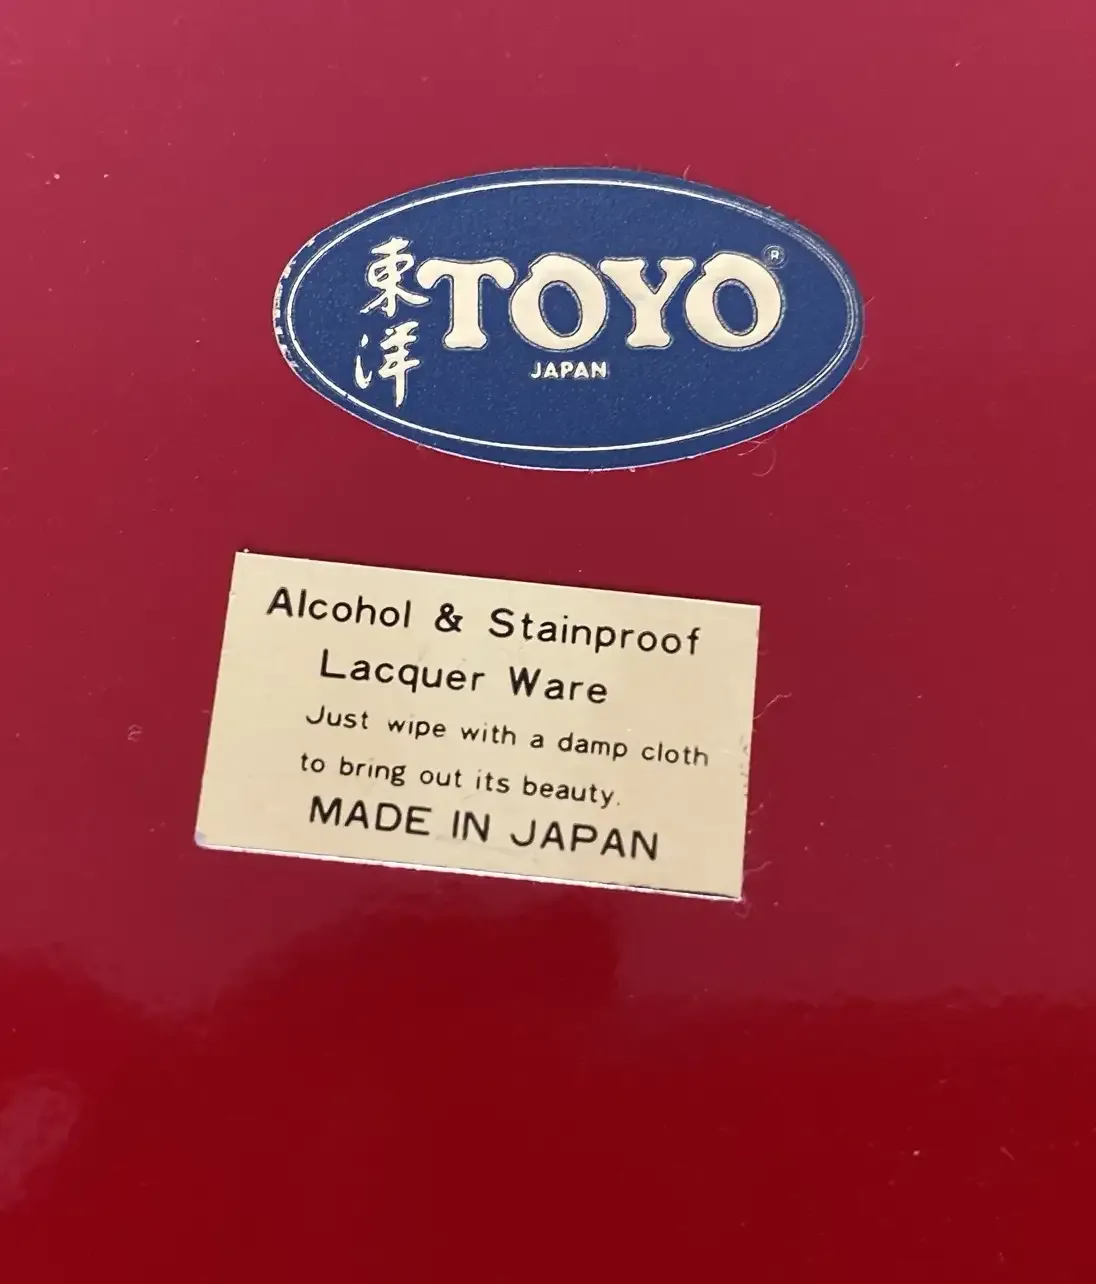 東洋
TOYO ®
JAPAN
Alcohol & Stainproof
Lacquer Ware
Just wipe with a damp cloth
to bring out its beauty.
MADE IN JAPAN